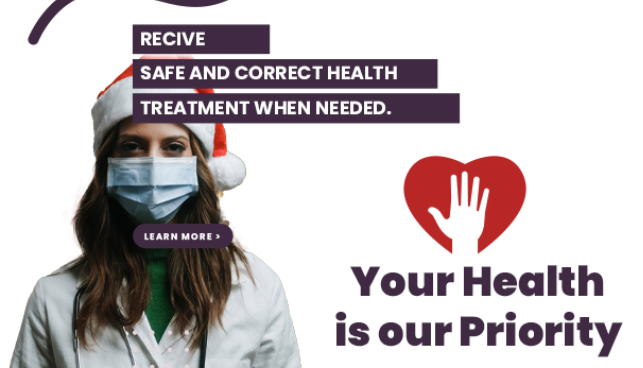 RECIVE
SAFE AND CORRECT HEALTH
TREATMENT WHEN NEEDED.
LEARN MORE >
Your Health
is our Priority